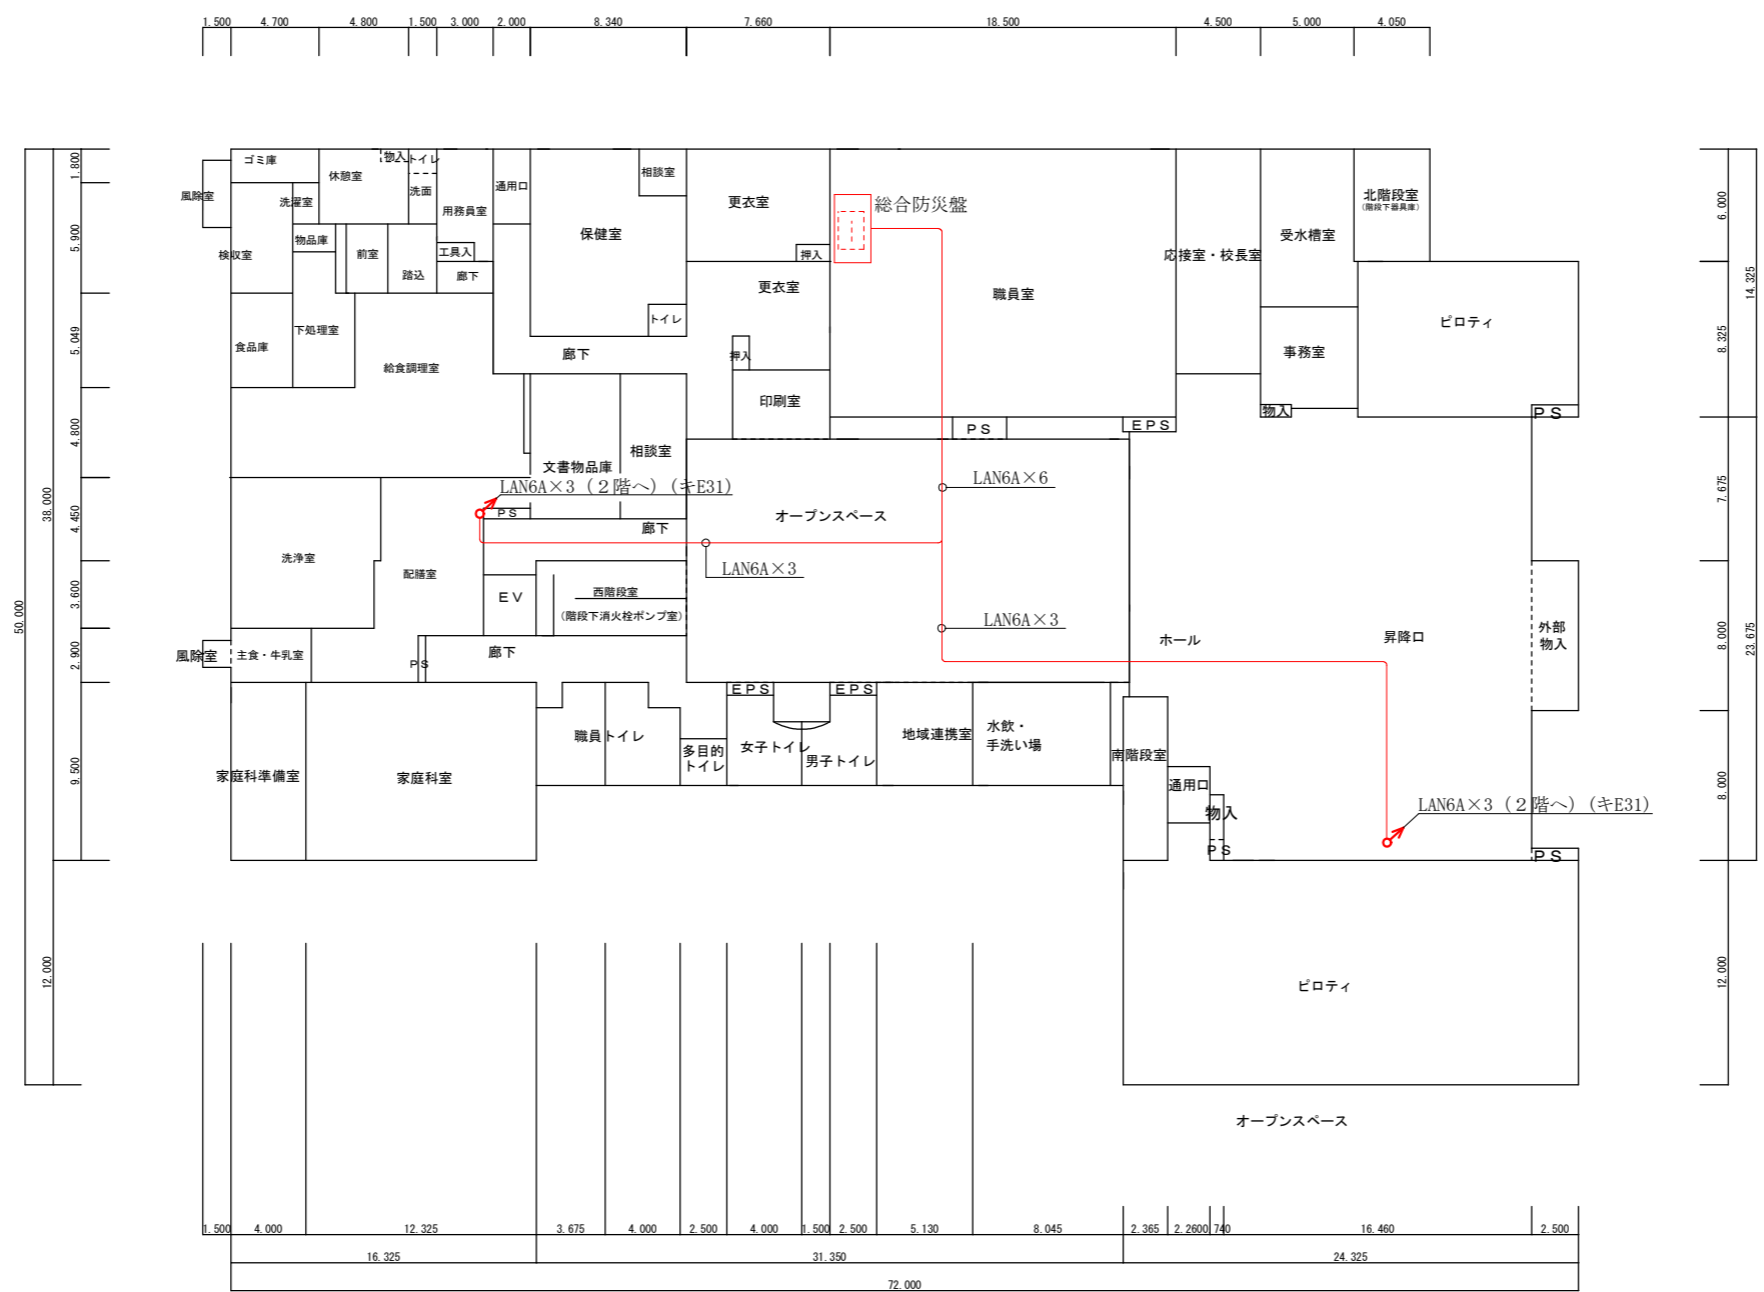 1.500 4.700 4.800 1.500 3.000 2.000 8.340 7.660 18.500 4.500 5.000 4.050
ゴミ庫
物入
トイレ
休憩室
相談室
風除室
洗濯室
洗面
通用口
用務員室
更衣室
総合防災盤
北階段室
(階段下器具庫)
保健室
受水槽室
物品庫
検収室
前室
工具入
押入
応接室・校長室
踏込
廊下
更衣室
職員室
トイレ
ピロティ
下処理室
食品庫
廊下
押入
事務室
給食調理室
印刷室
物入
PS
PS
EPS
相談室
文書物品庫
LAN6A×3(2階へ)(キE31)
LAN6A×6
PS
オープンスペース
廊下
洗浄室
LAN6A×3
配膳室
EV
西階段室
(階段下消火栓ポンプ室)
LAN6A×3
ホール
昇降口
外部
物入
風除室
主食・牛乳室
PS
廊下
EPS
EPS
職員トイレ
多目的
トイレ
女子トイレ
男子トイレ
地域連携室
水飲・
手洗い場
南階段室
家庭科準備室
家庭科室
通用口
物入
LAN6A×3(2階へ)(キE31)
PS
PS
ピロティ
オープンスペース
1.800
5.900
5.049
4.800
4.450
3.600
2.900
9.500
38.000
12.000
50.000
6.000
8.325
7.675
8.000
8.000
12.000
14.325
23.675
1.500 4.000 12.325 3.675 4.000 2.500 4.000 1.500 2.500 5.130 8.045 2.365 2.2600 740 16.460 2.500
16.325 31.350 24.325
72.000